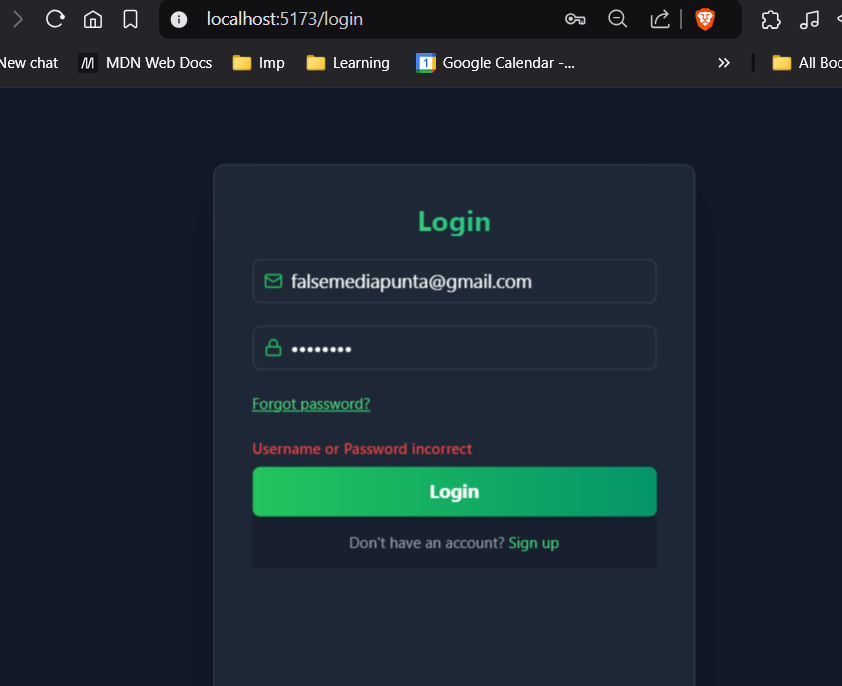 localhost:5173/login
New chat MDN Web Docs Imp Learning 1 Google Calendar -... » All Boo
Login
falsemediapunta@gmail.com
••••••••
Forgot password?
Username or Password incorrect
Login
Don't have an account? Sign up